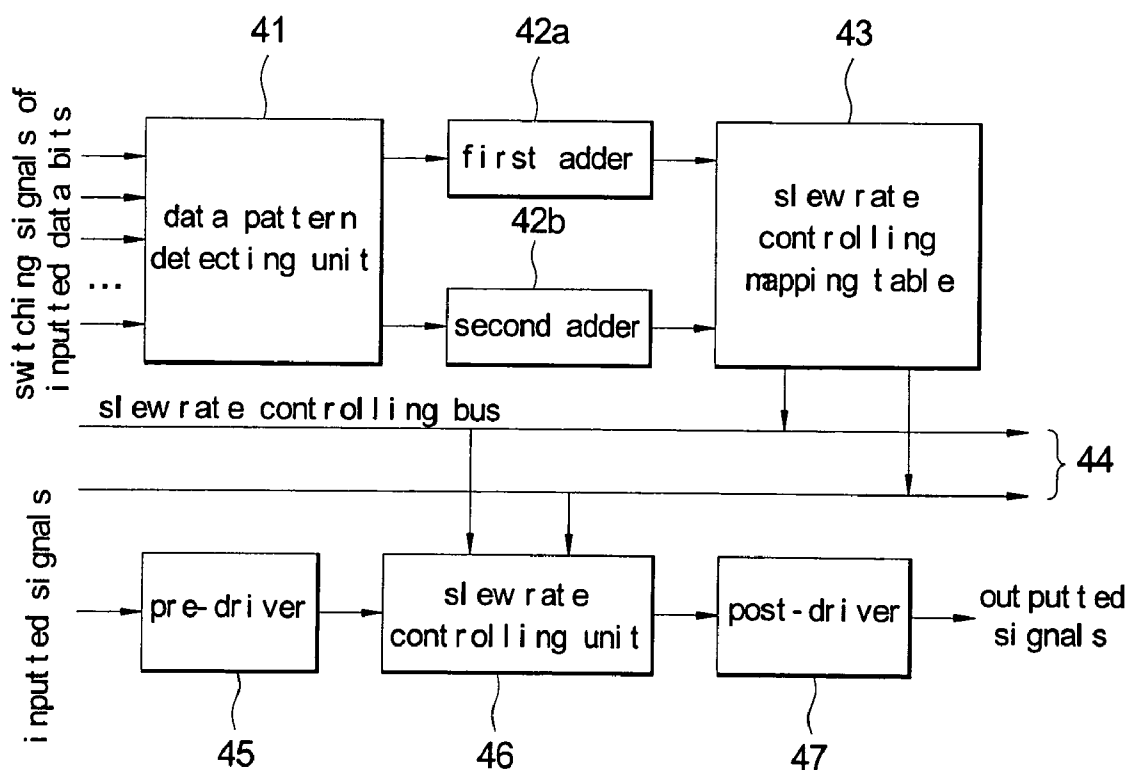 41
42a
43
switching signals of
inputted data bits
...
data pattern
detecting unit
first adder
42b
second adder
slew rate
controlling
mapping table
slew rate controlling bus
44
inputted signals
pre-driver
slew rate
controlling unit
post-driver
outputted
signals
45
46
47